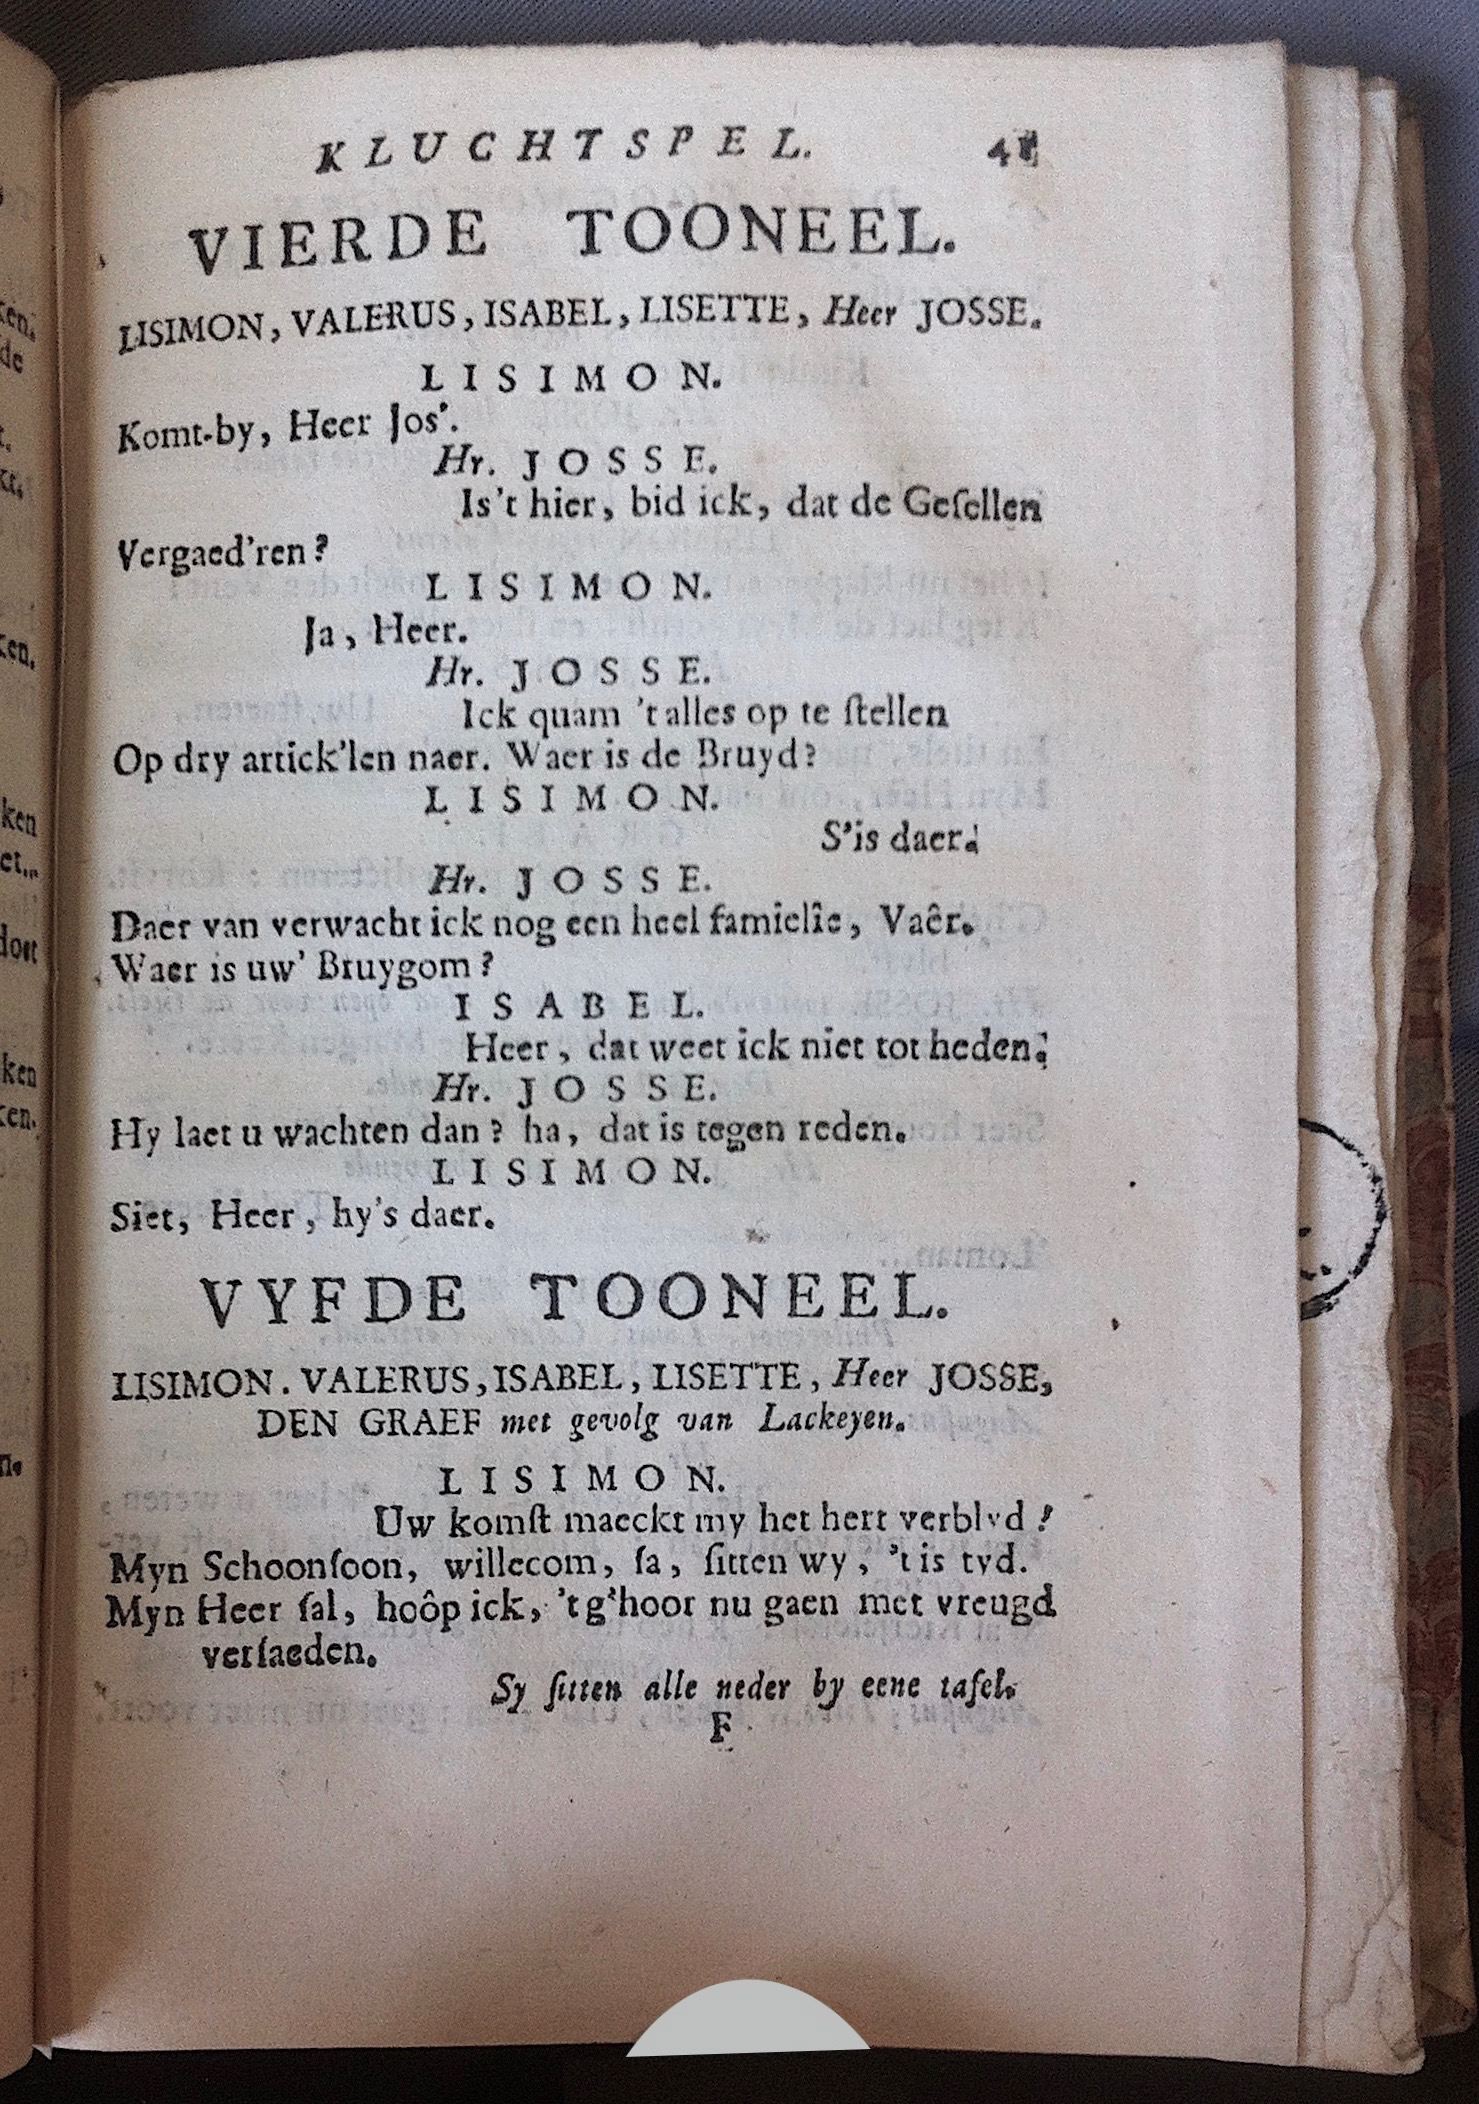 KLUCHTSPEL.
VIERDE TOONEEL.
LISIMON, VALERUS, ISABEL, LISETTE, Heer JOSSE.
LISIMON.
Komt-by, Heer Jos'.
Hr. JOSSE.
Is't hier, bid ick, dat de Geſellen
Vergaed'ren?
LISIMON.
Ja, Heer.
Hr. JOSSE.
Ick quam 't alles op te ſtellen
Op dry artick'len naer. Waer is de Bruyd?
LISIMON.
S'is daer.
Hr. JOSSE.
Daer van verwacht ick nog een heel famielîe, Vaêr.
Waer is uw' Bruygom?
ISABEL.
Heer, dat weet ick niet tot heden.
Hr. JOSSE.
Hy laet u wachten dan? ha, dat is tegen reden.
LISIMON.
Siet, Heer, hy's daer.
VYFDE TOONEEL.
LISIMON. VALERUS, ISABEL, LISETTE, Heer JOSSE,
DEN GRAEF met gevolg van Lackeyen.
LISIMON.
Uw komſt maeckt my het hert verblyd!
Myn Schoonſoon, willecom, ſa, ſitten wy, 't is tyd.
Myn Heer ſal, hoôp ick, 't g'hoor nu gaen met vreugd
verſaeden.
Sy ſitten alle neder by eene tafel.
F